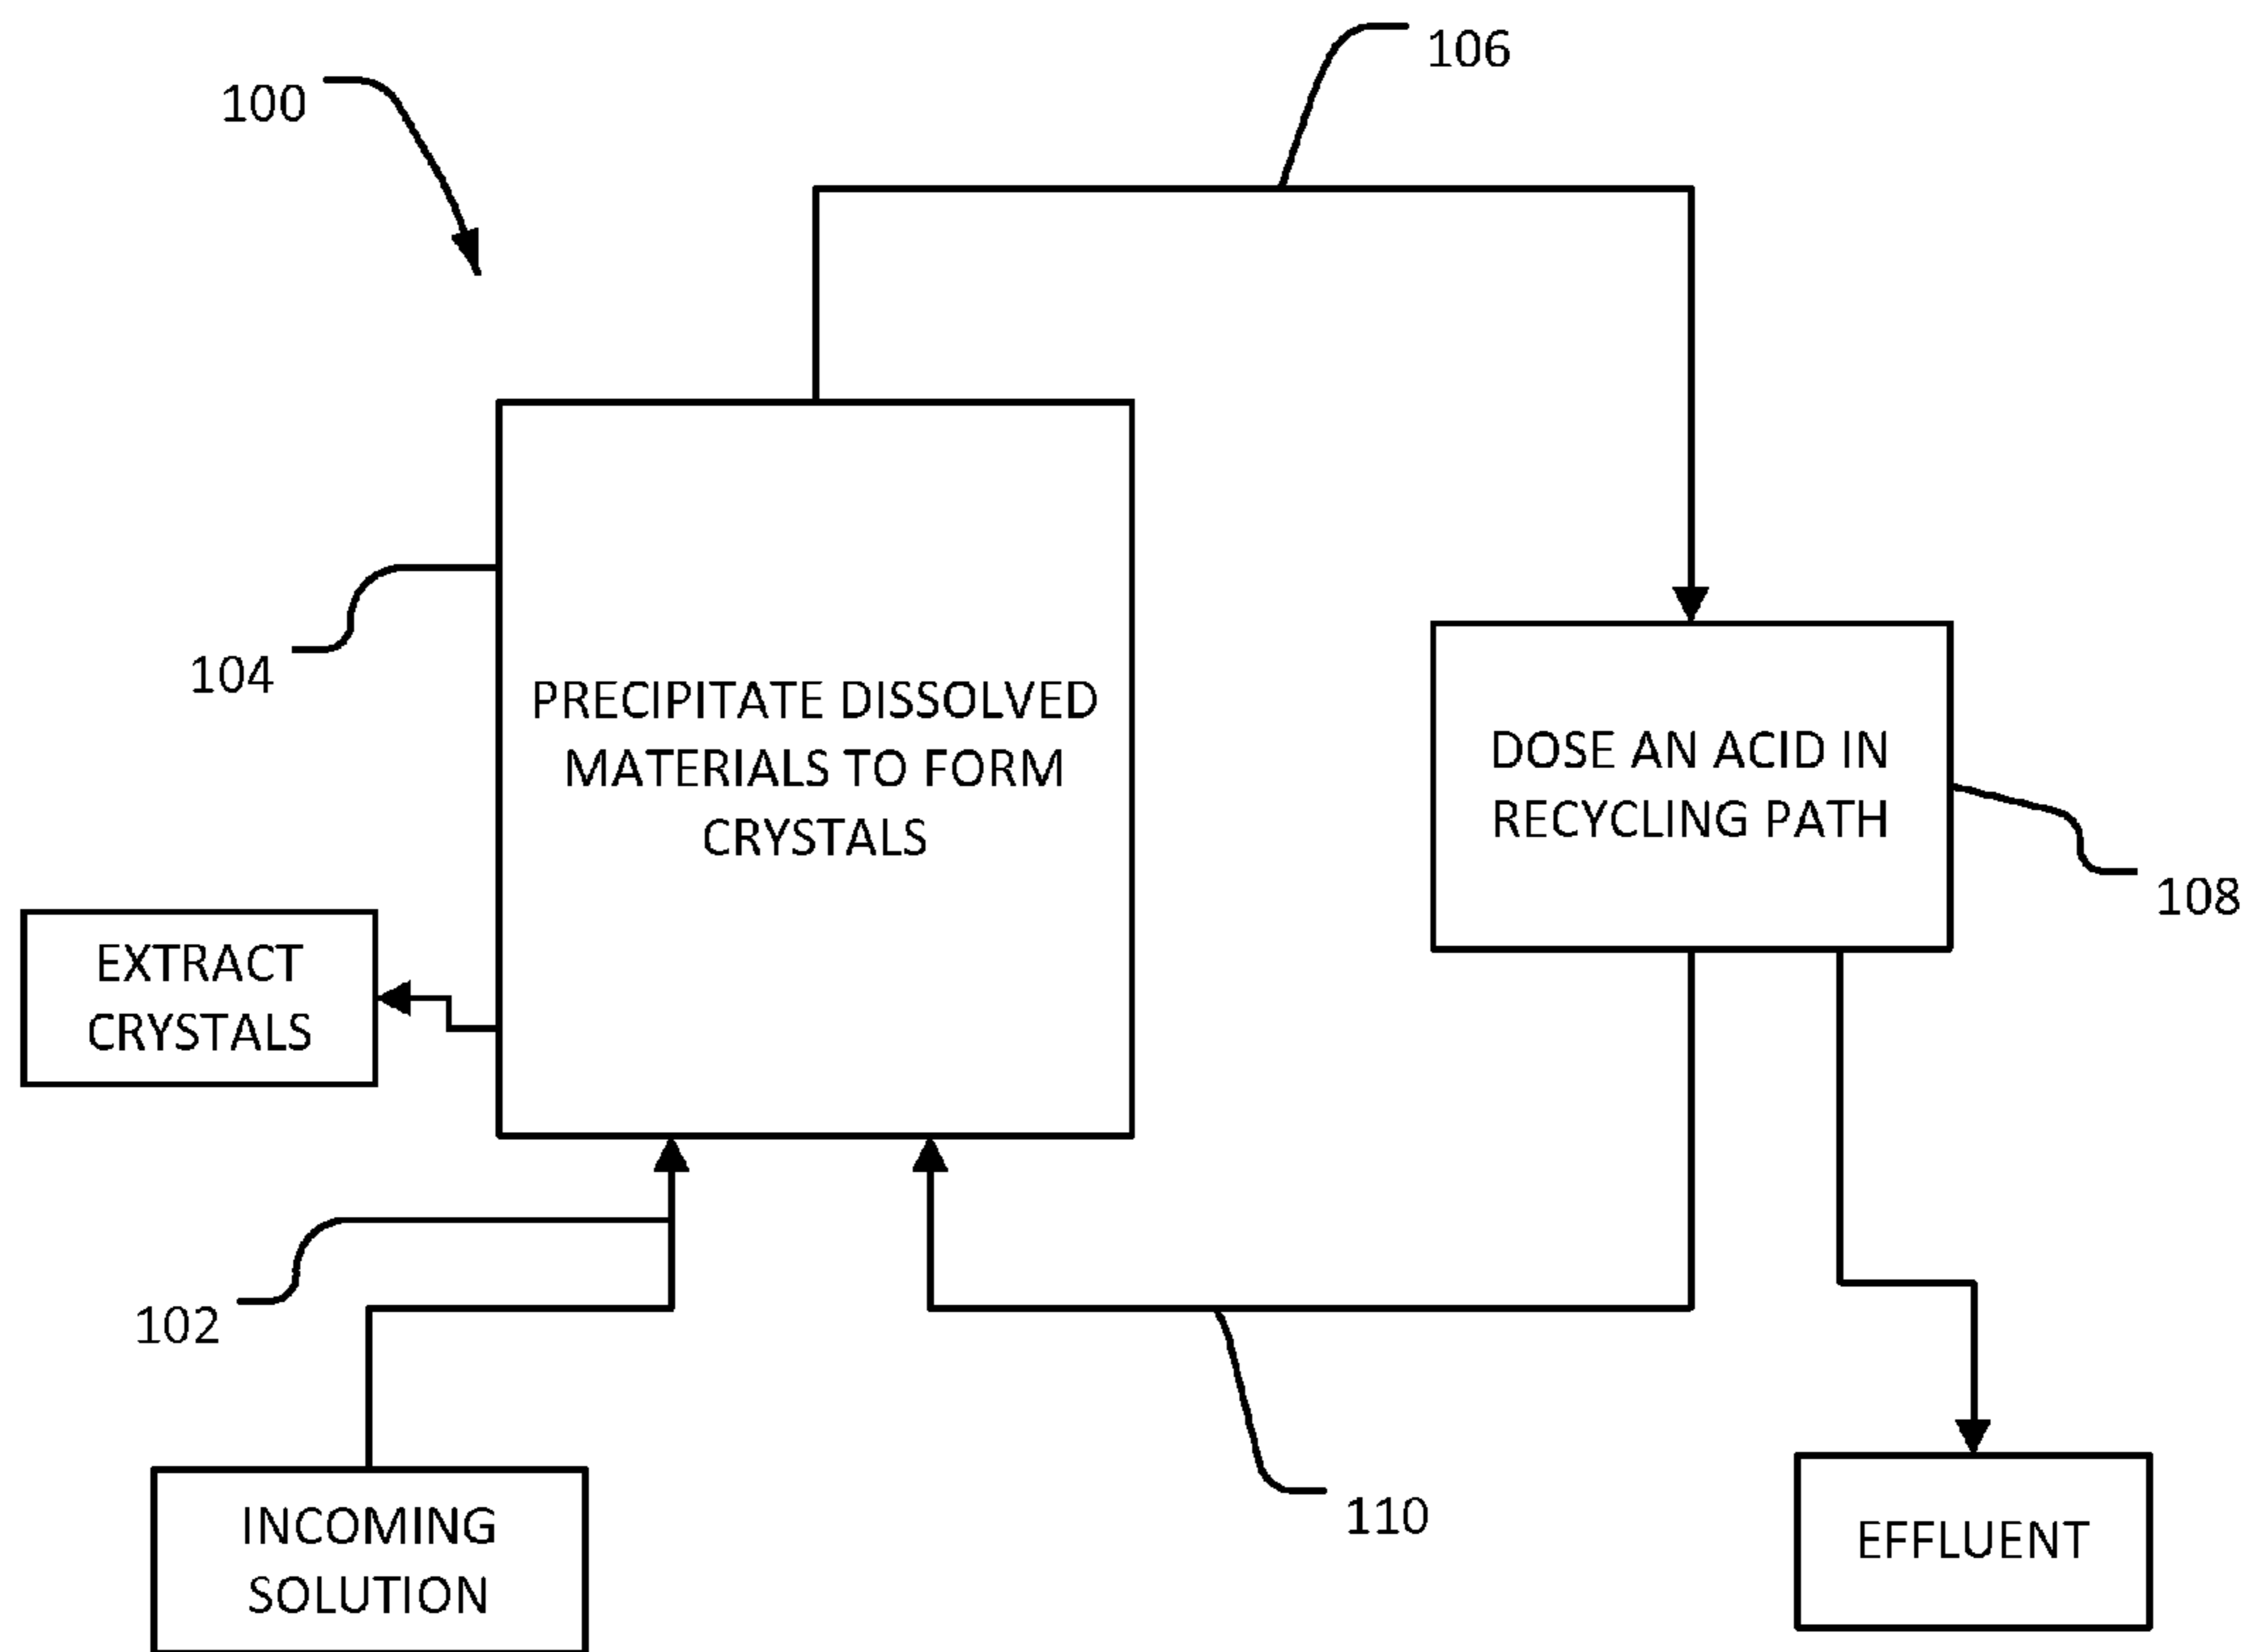 106
100
104
PRECIPITATE DISSOLVED
MATERIALS TO FORM
CRYSTALS
DOSE AN ACID IN
RECYCLING PATH
108
EXTRACT
CRYSTALS
102
110
INCOMING
SOLUTION
EFFLUENT